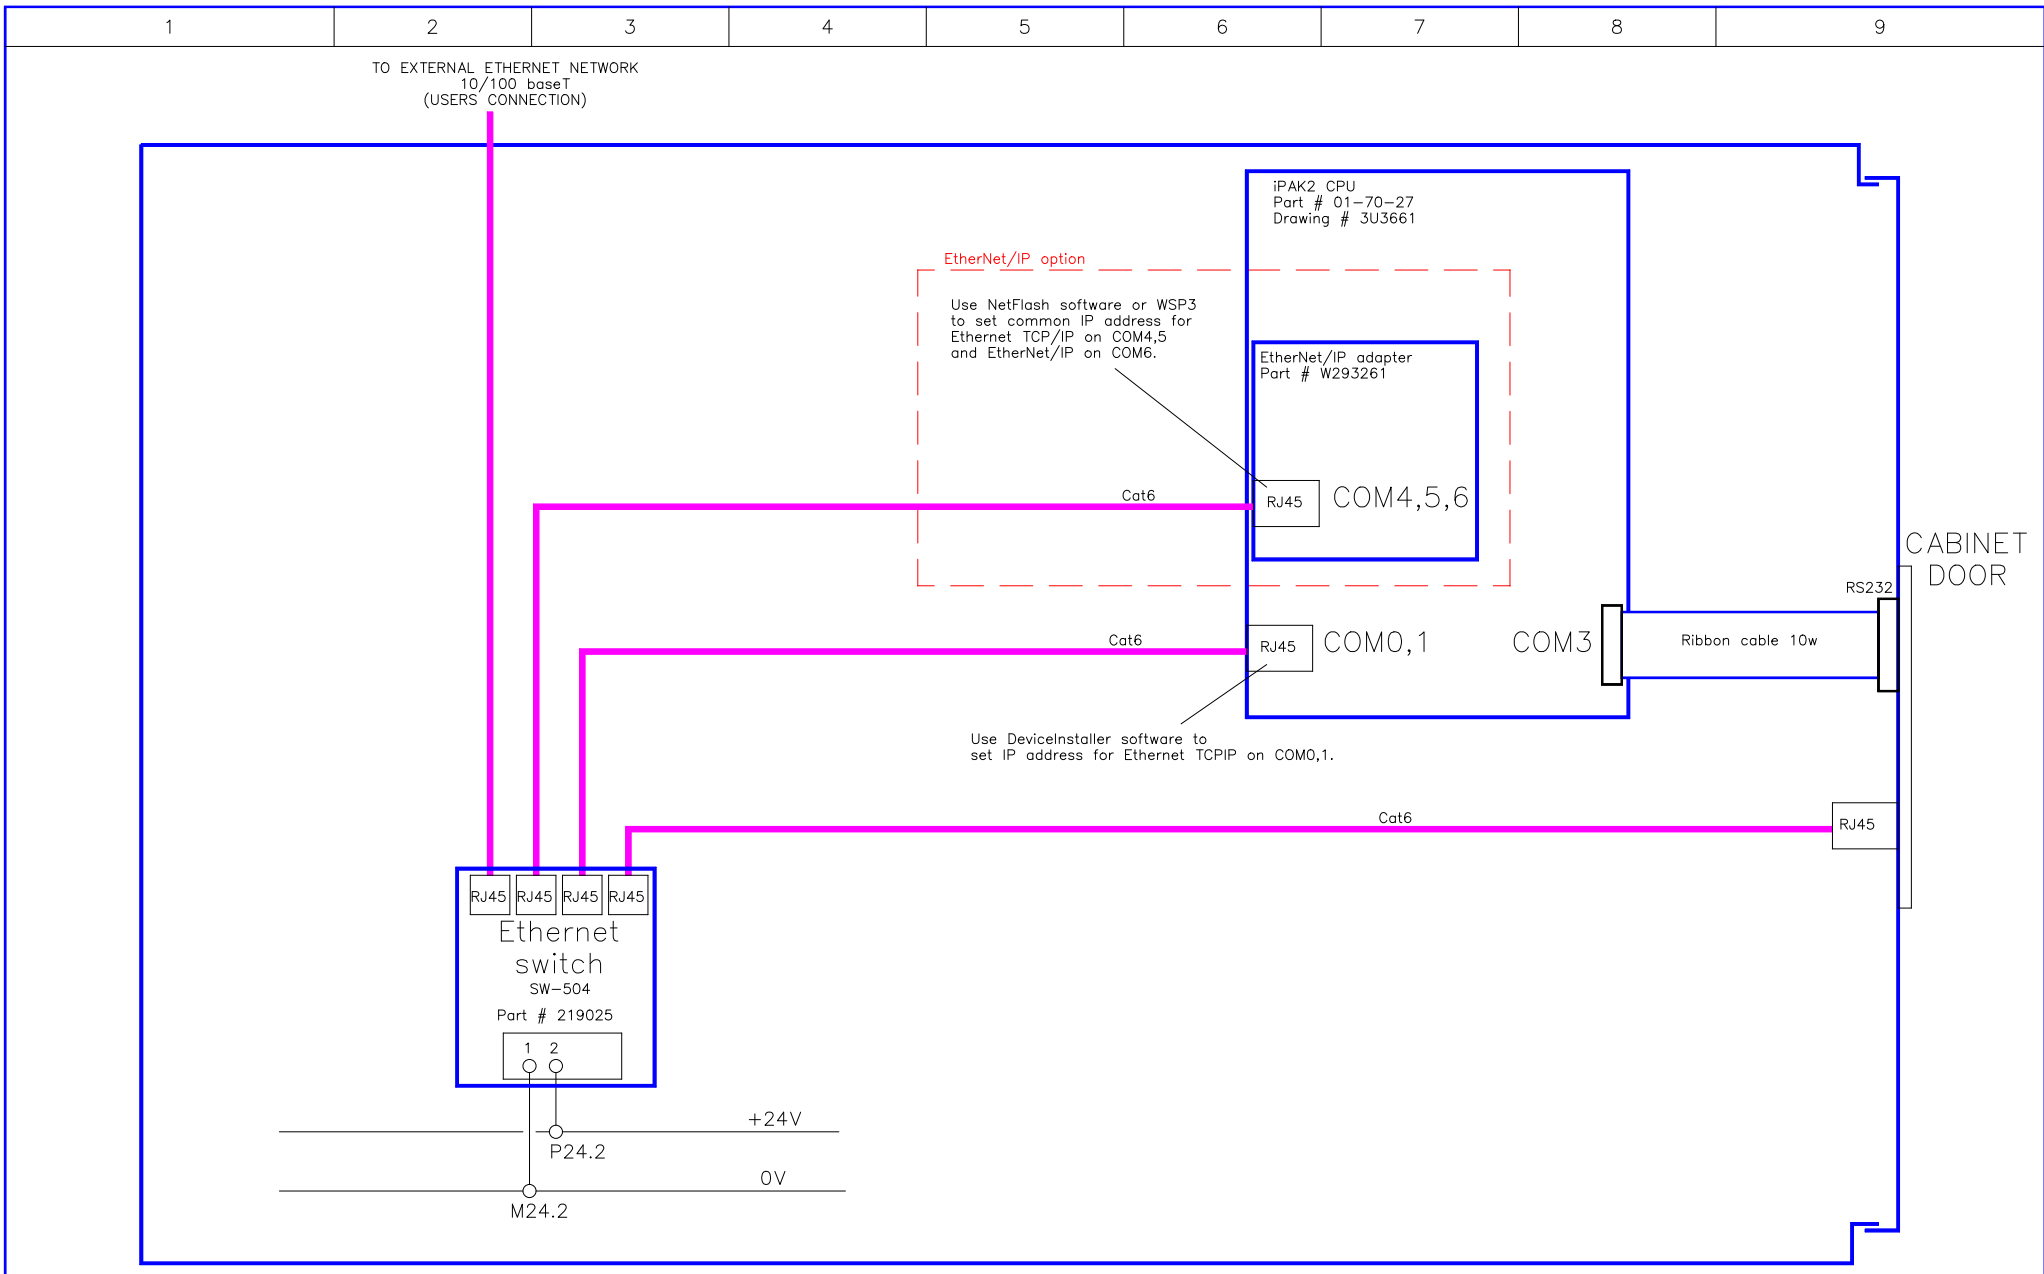 1 2 3 4 5 6 7 8 9
TO EXTERNAL ETHERNET NETWORK
10/100 baseT
(USERS CONNECTION)
iPAK2 CPU
Part # 01-70-27
Drawing # 3U3661
EtherNet/IP option
Use NetFlash software or WSP3
to set common IP address for
Ethernet TCP/IP on COM4,5
and EtherNet/IP on COM6.
EtherNet/IP adapter
Part # W293261
Cat6
RJ45
COM4,5,6
CABINET
DOOR
RS232
Cat6
RJ45
COM0,1
COM3
Ribbon cable 10w
Use DeviceInstaller software to
set IP address for Ethernet TCPIP on COM0,1.
Cat6
RJ45
RJ45 RJ45 RJ45 RJ45
Ethernet
switch
SW-504
Part # 219025
1 2
+24V
P24.2
0V
M24.2